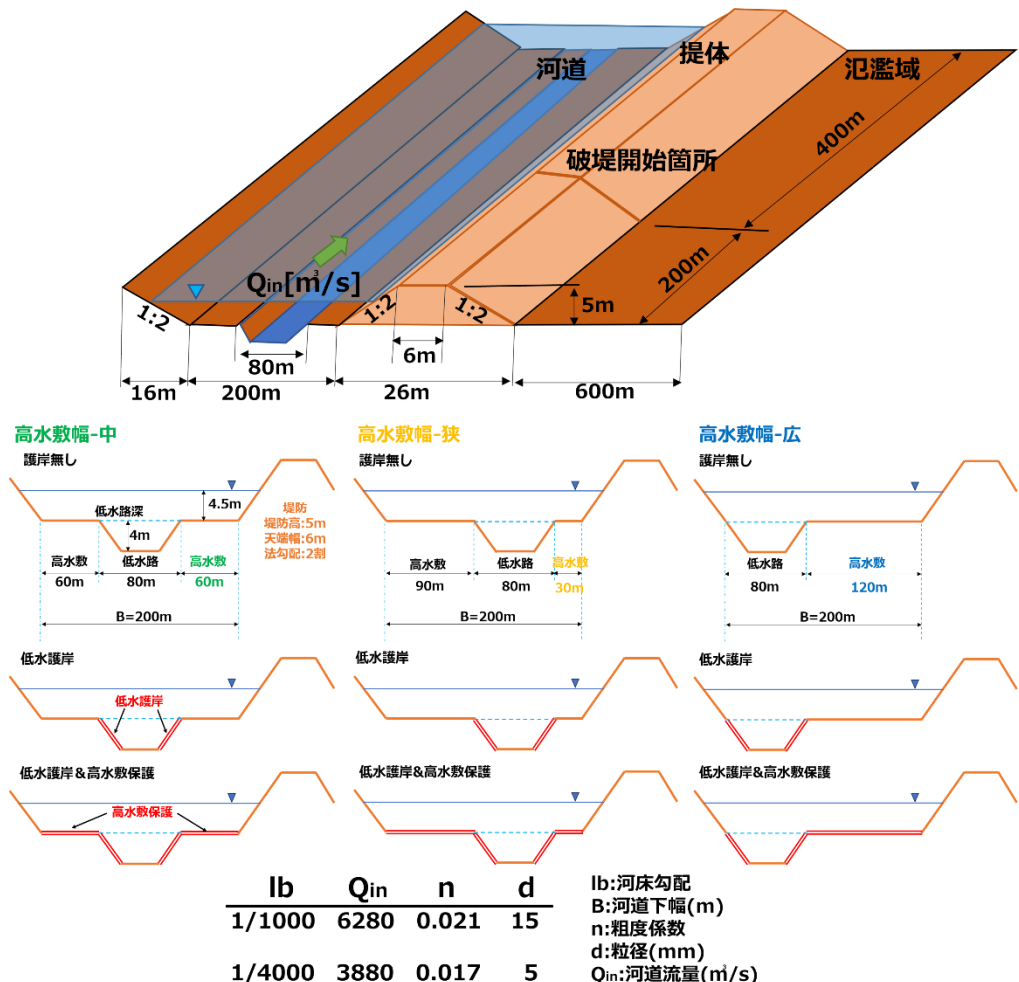 河道
提体
氾濫域
400m
破堤開始箇所
200m
Qin[㎥/s]
1:2
1:2
1:2
5m
6m
80m
16m
200m
26m
600m
高水敷幅-中
高水敷幅-狭
高水敷幅-広
護岸無し
護岸無し
護岸無し
4.5m
低水路深
4m
堤防
堤防高:5m
天端幅:6m
法勾配:2割
高水敷
低水路
高水敷
60m
80m
60m
B=200m
高水敷
低水路
高水敷
90m
80m
30m
B=200m
低水路
高水敷
80m
120m
B=200m
低水護岸
低水護岸
低水護岸
低水護岸
低水護岸&高水敷保護
低水護岸&高水敷保護
低水護岸&高水敷保護
高水敷保護
Ib Qin n d
1/1000 6280 0.021 15
1/4000 3880 0.017 5
Ib:河床勾配
B:河道下幅(m)
n:粗度係数
d:粒径(mm)
Qin:河道流量(㎥/s)